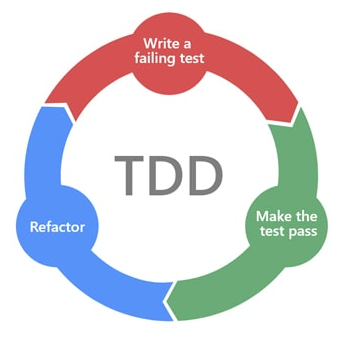 Write a
failing test
TDD
Refactor
Make the
test pass